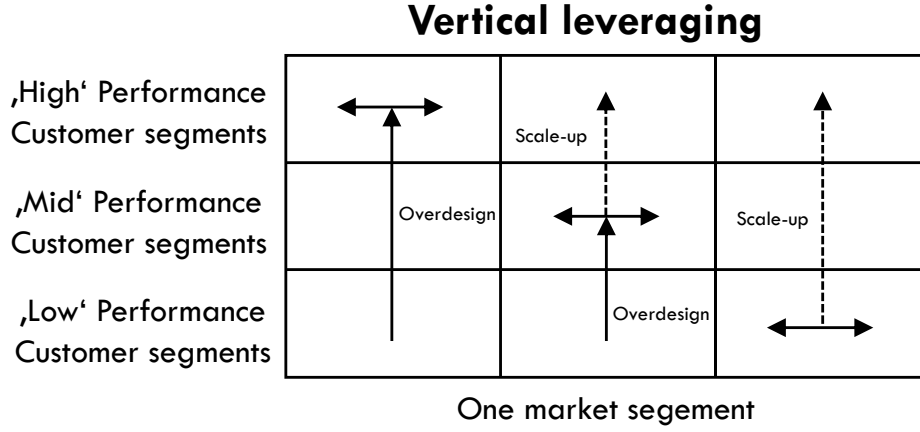 Vertical leveraging
‚High‘ Performance
Customer segments
Scale-up
‚Mid‘ Performance
Customer segments
Overdesign
Scale-up
‚Low‘ Performance
Customer segments
Overdesign
One market segement